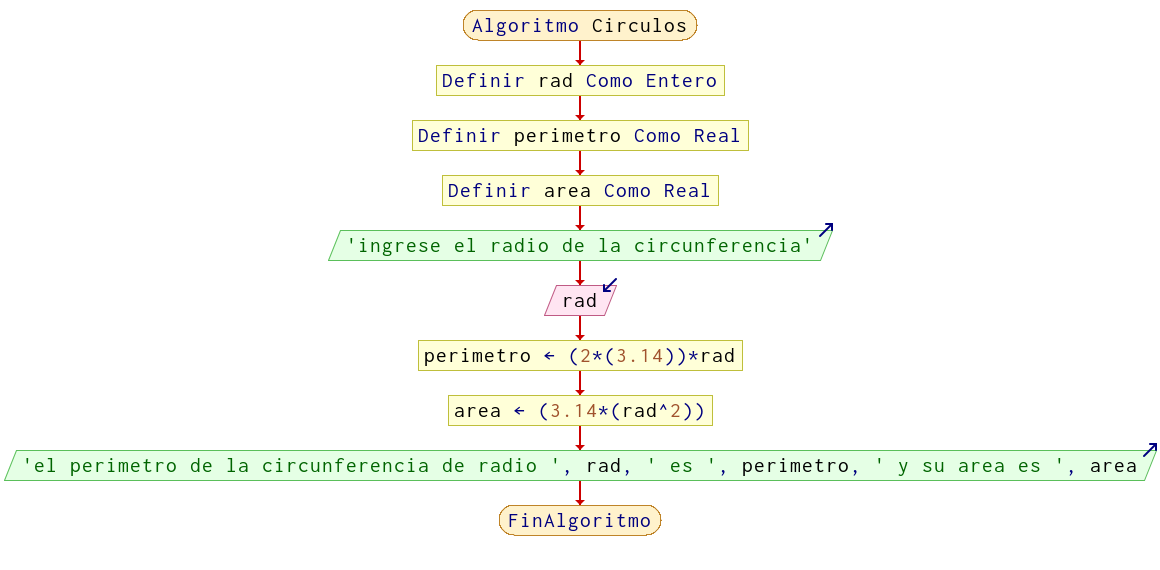 Algoritmo Circulos
Definir rad Como Entero
Definir perimetro Como Real
Definir area Como Real
'ingrese el radio de la circunferencia'
rad
perimetro ← (2*(3.14))*rad
area ← (3.14*(rad^2))
'el perimetro de la circunferencia de radio ', rad, ' es ', perimetro, ' y su area es ', area
FinAlgoritmo